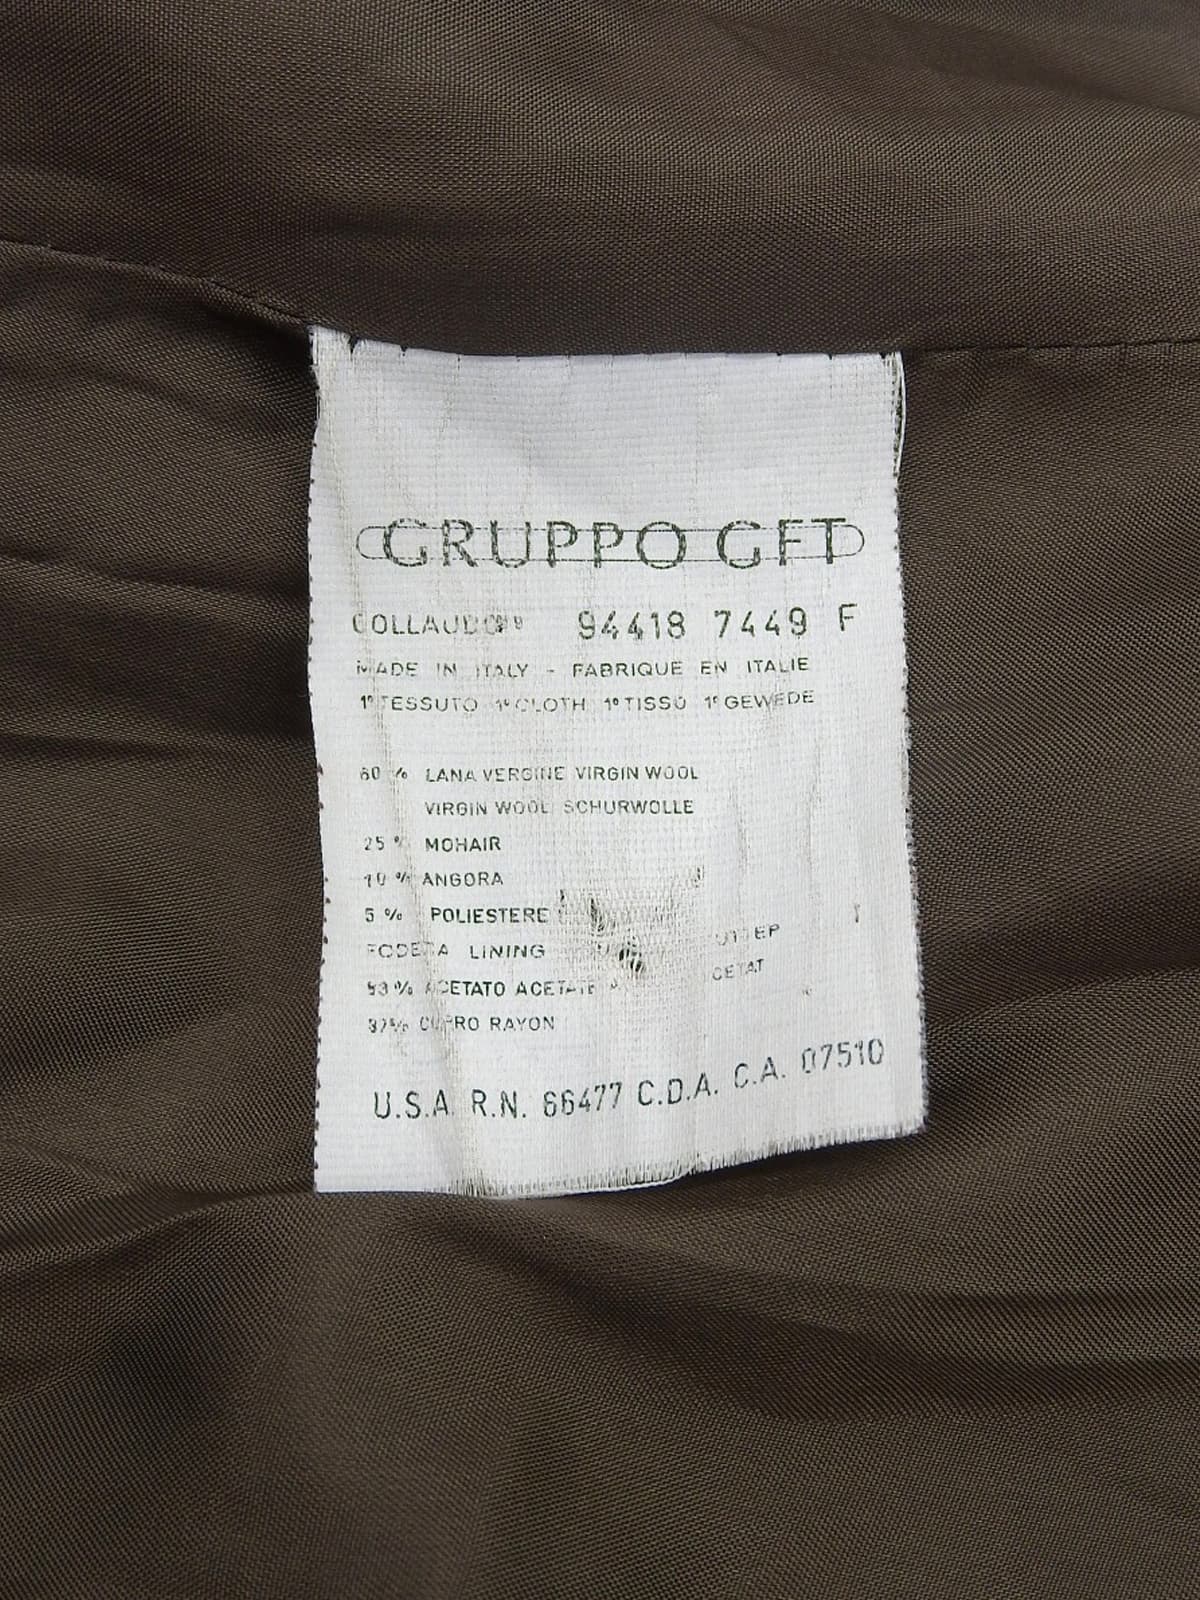 GRUPPO GFT
COLLAUDO 94418 7449 F
MADE IN ITALY - FABRIQUE EN ITALIE
1° TESSUTO 1° CLOTH 1° TISSU 1° GEWEDE
60 % LANA VERGINE VIRGIN WOOL
VIRGIN WOOL SCHURWOLLE
25 % MOHAIR
10 % ANGORA
5 % POLIESTERE
FODERA LINING
% ACETATO ACETATE
CUPRO RAYON
U.S.A. R.N. 66477 C.D.A. C.A. 07510